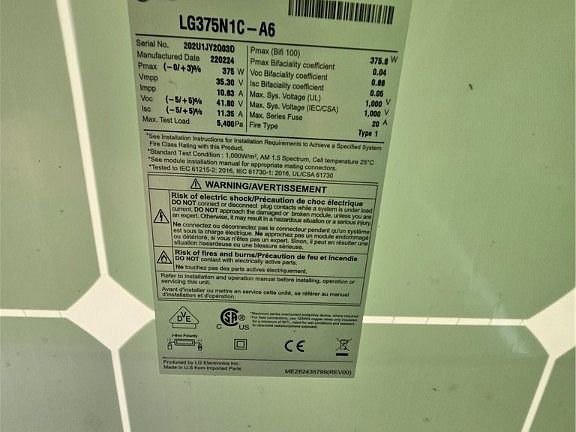 LG375N1C-A6
Serial No. 202U1JY2Q03D
Manufactured Date 220224
Pmax (-0/+3)% 375 W
Vmpp 35.30 V
Impp 10.83 A
Voc (-5/+5)% 41.80 V
Isc (-5/+5)% 11.35 A
Max. Test Load 5,400Pa
Pmax (Bifi 100) 375.8 W
Pmax Bifaciality coefficient 0.04
Voc Bifaciality coefficient 0.88
Isc Bifaciality coefficient 0.05
Max. Sys. Voltage (UL) 1,000 V
Max. Sys. Voltage (IEC/CSA) 1,000 V
Max. Series Fuse 20 A
Fire Type Type 1
*See Installation Instructions for Installation Requirements to Achieve a Specified System
Fire Class Rating with this Product.
*Standard Test Condition : 1,000W/m², AM 1.5 Spectrum, Cell temperature 25°C
*See module installation manual for appropriate mating connectors.
*Tested to IEC 61215-2: 2016, IEC 61730-1: 2016, UL/CSA 61730
WARNING/AVERTISSEMENT
Risk of electric shock/Précaution de choc électrique
DO NOT connect or disconnect plug contacts while a system is under load
current. DO NOT approach the damaged or broken module, unless you are
an expert. Otherwise, it may result in a hazardous situation or a serious
injury.
Ne connectez ou déconnectez pas le connecteur pendant qu'un système
est sous la charge électrique. Ne approchez pas un module endommagé
ou détérioré, si vous n'êtes pas un expert. Sinon, il peut en résulter une
situation hasardeuse ou une blessure sérieuse.
Risk of fires and burns/Précaution de feu et incendie
DO NOT contact with electrically active parts.
Ne touchez pas des parts actives électriquement.
Refer to installation and operation manual before installing, operation or
servicing this unit.
Avant d'installer ou mettre en service cette unité, se référer au manuel
d'installation et d'opération.
VDE
C US
J-Box Polarity
CE
Produced by LG Electronics Inc.
Made in U.S from Imported Parts
MEZ62435799(REV00)